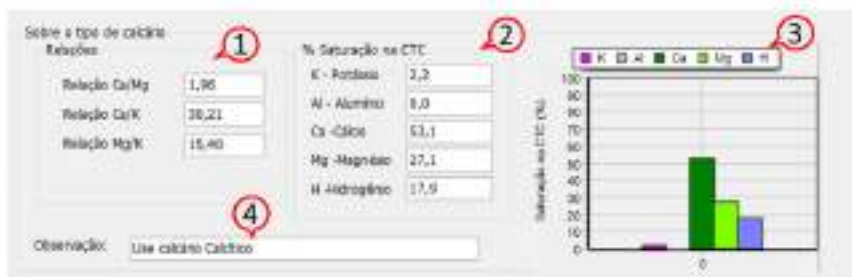 Sobre o tipo de calcário
Relações
1
Relação Ca/Mg 1,96
Relação Ca/K
Relação Mg/K 15,40
% Saturação na CTC
2
K - Potássio
Al - Alumínio 0,0
Ca -Cálcio 53,1
Mg -Magnésio 27,1
H -Hidrogênio 17,9
3
K Al Ca Mg H
Saturação na CTC (%)
100
90
80
70
60
50
40
30
20
10
0
0
4
Observação: Use calcário Calcítico